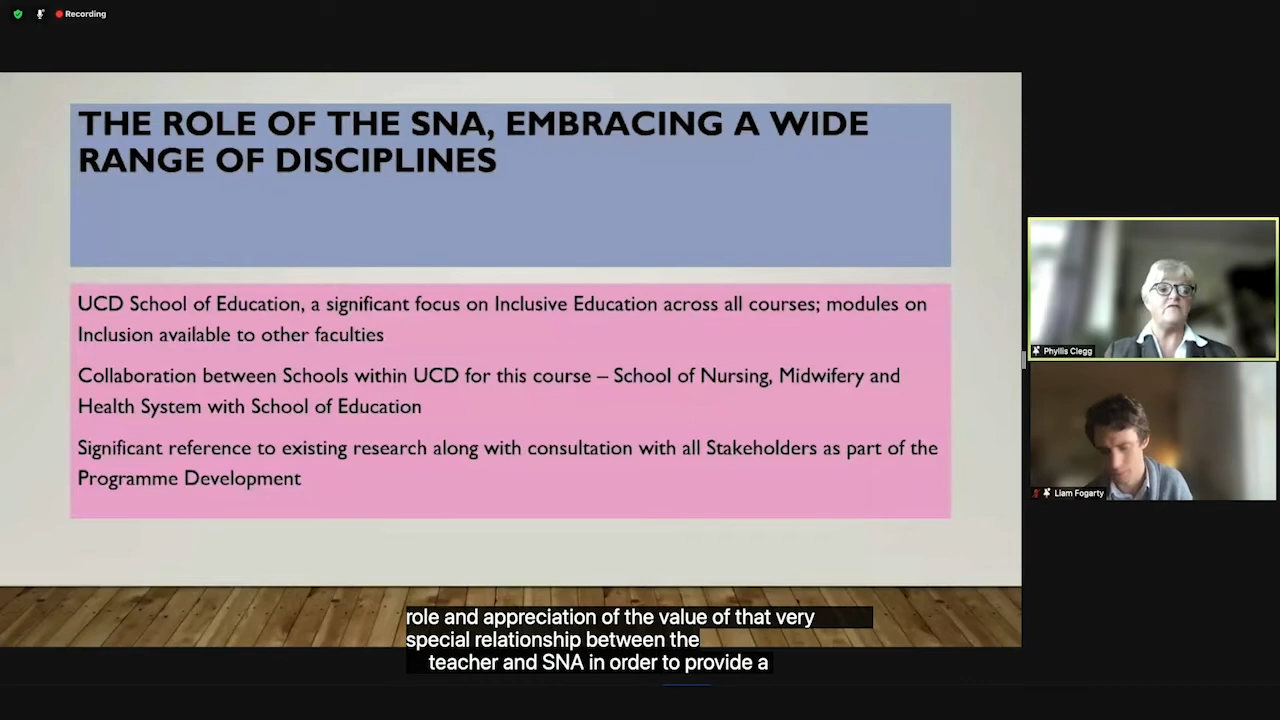 Recording
THE ROLE OF THE SNA, EMBRACING A WIDE
RANGE OF DISCIPLINES
UCD School of Education, a significant focus on Inclusive Education across all courses; modules on
Inclusion available to other faculties
Collaboration between Schools within UCD for this course – School of Nursing, Midwifery and
Health System with School of Education
Significant reference to existing research along with consultation with all Stakeholders as part of the
Programme Development
Phyllis Clegg
Liam Fogarty
role and appreciation of the value of that very
special relationship between the
teacher and SNA in order to provide a